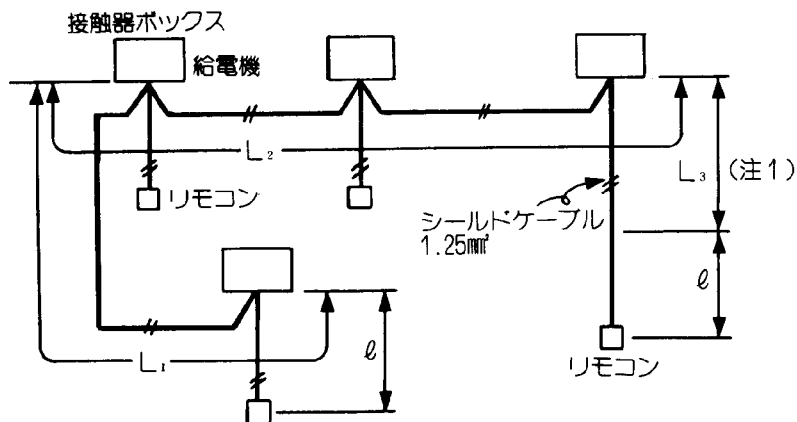 接触器ボックス
給電機
L₂
リモコン
L₃ (注1)
シールドケーブル
1.25㎟
ℓ
L₁
ℓ
リモコン